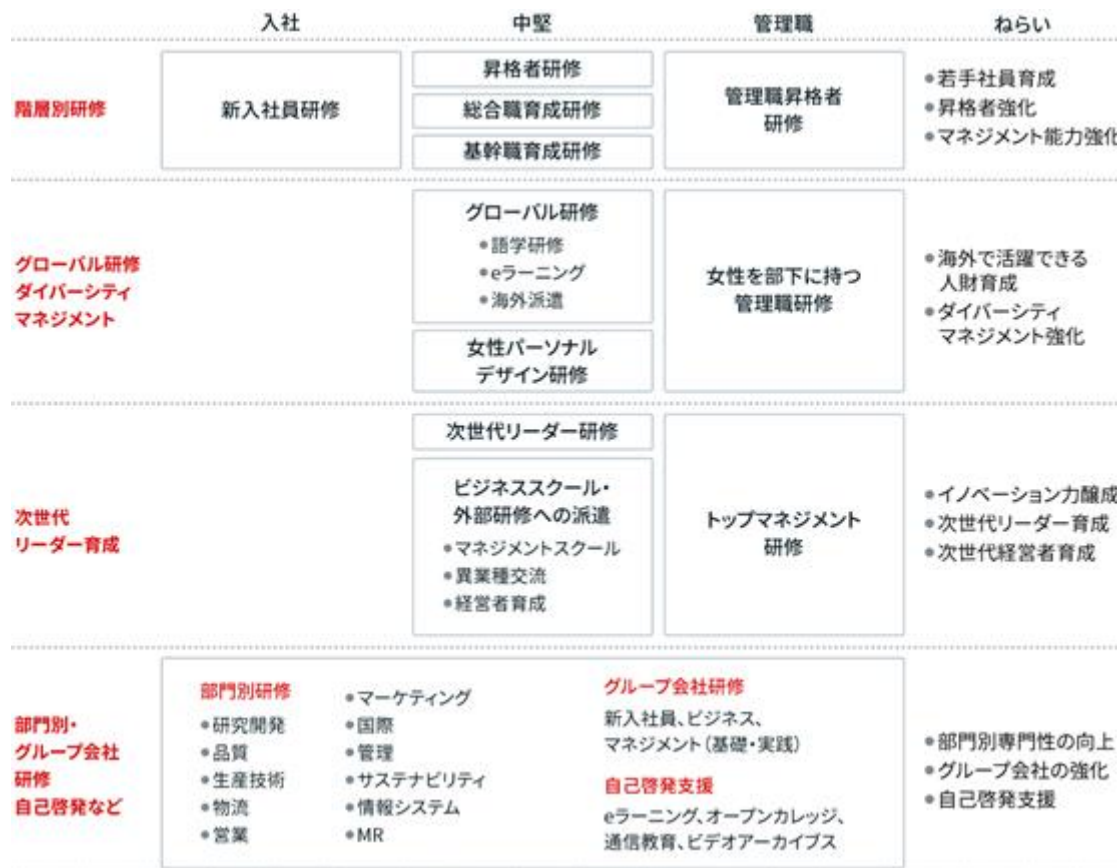 入社
中堅
管理職
ねらい
階層別研修
新入社員研修
昇格者研修
総合職育成研修
基幹職育成研修
管理職昇格者
研修
●若手社員育成
●昇格者強化
●マネジメント能力強化
グローバル研修
ダイバーシティ
マネジメント
グローバル研修
●語学研修
●eラーニング
●海外派遣
女性パーソナル
デザイン研修
女性を部下に持つ
管理職研修
●海外で活躍できる
人財育成
●ダイバーシティ
マネジメント強化
次世代
リーダー育成
次世代リーダー研修
ビジネススクール・
外部研修への派遣
●マネジメントスクール
●異業種交流
●経営者育成
トップマネジメント
研修
●イノベーション力醸成
●次世代リーダー育成
●次世代経営者育成
部門別・
グループ会社
研修
自己啓発など
部門別研修
●研究開発
●品質
●生産技術
●物流
●営業
●マーケティング
●国際
●管理
●サステナビリティ
●情報システム
●MR
グループ会社研修
新入社員、ビジネス、
マネジメント(基礎・実践)
自己啓発支援
eラーニング、オープンカレッジ、
通信教育、ビデオアーカイブス
●部門別専門性の向上
●グループ会社の強化
●自己啓発支援